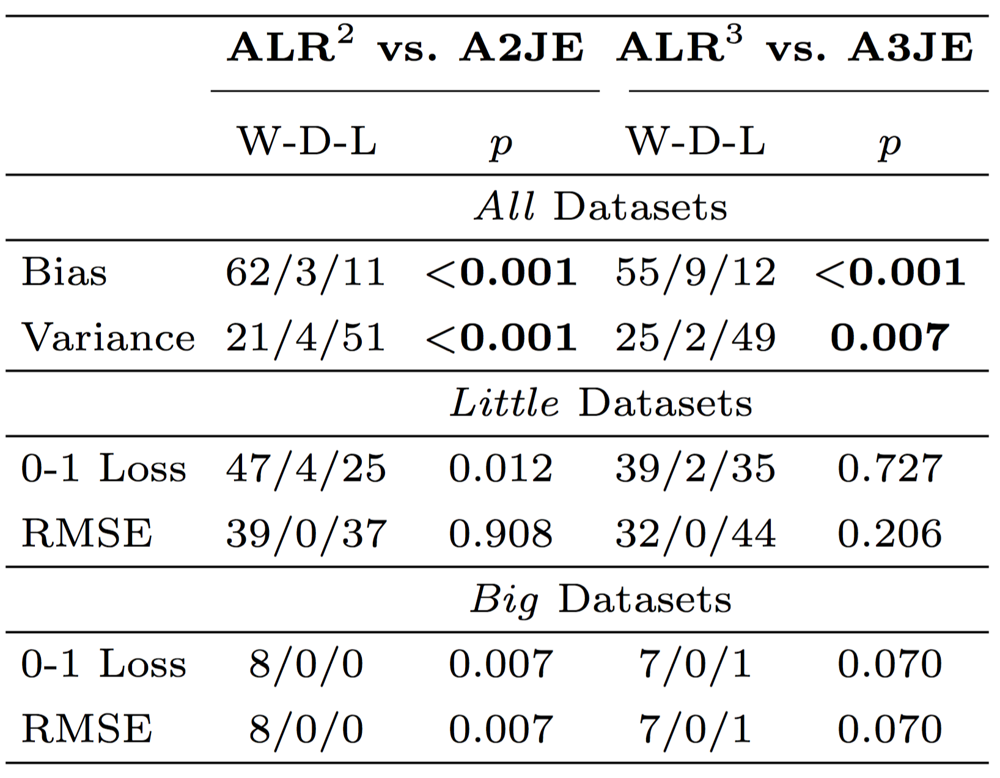 ALR² vs. A2JE ALR³ vs. A3JE
W-D-L p W-D-L p
All Datasets
Bias 62/3/11 <0.001 55/9/12 <0.001
Variance 21/4/51 <0.001 25/2/49 0.007
Little Datasets
0-1 Loss 47/4/25 0.012 39/2/35 0.727
RMSE 39/0/37 0.908 32/0/44 0.206
Big Datasets
0-1 Loss 8/0/0 0.007 7/0/1 0.070
RMSE 8/0/0 0.007 7/0/1 0.070